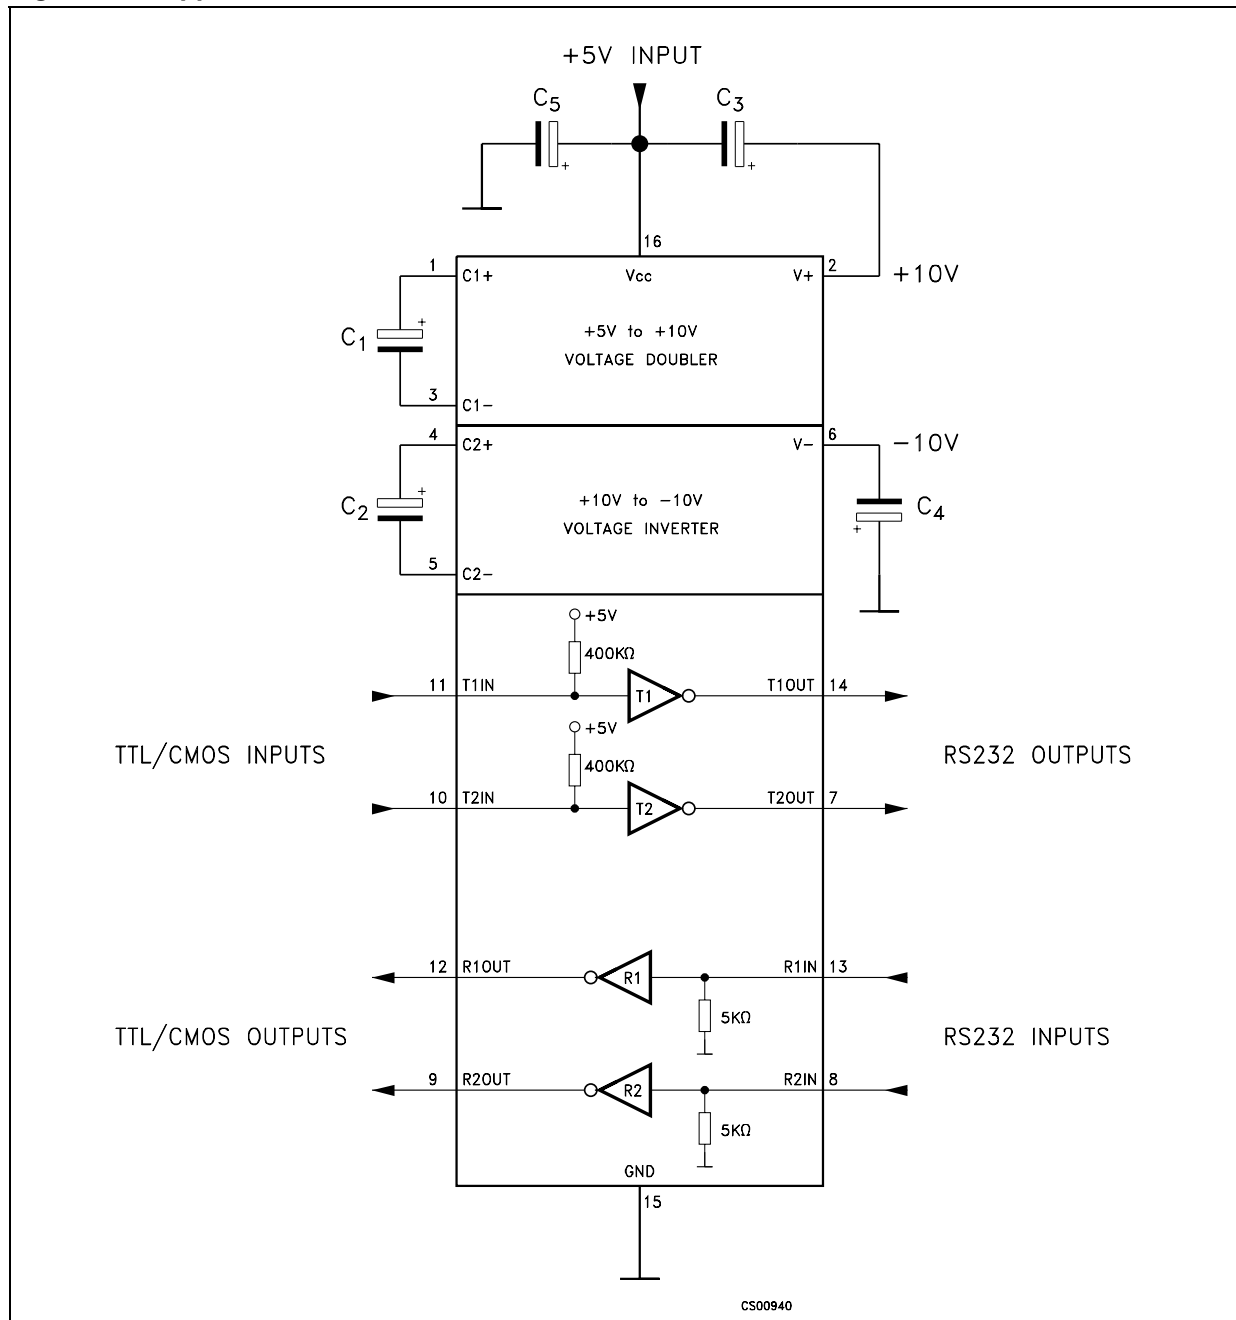 +5V INPUT
C5 C3
+ +
16
1 C1+ Vcc V+ 2 +10V
+5V to +10V
VOLTAGE DOUBLER
C1 +
3 C1-
4 C2+ V- 6 -10V
+10V to -10V
VOLTAGE INVERTER
C2 +
C4 +
5 C2-
+5V
400KΩ
11 T1IN T1 T1OUT 14
+5V
TTL/CMOS INPUTS RS232 OUTPUTS
400KΩ
10 T2IN T2 T2OUT 7
12 R1OUT R1 R1IN 13
5KΩ
TTL/CMOS OUTPUTS RS232 INPUTS
9 R2OUT R2 R2IN 8
5KΩ
GND
15
CS00940